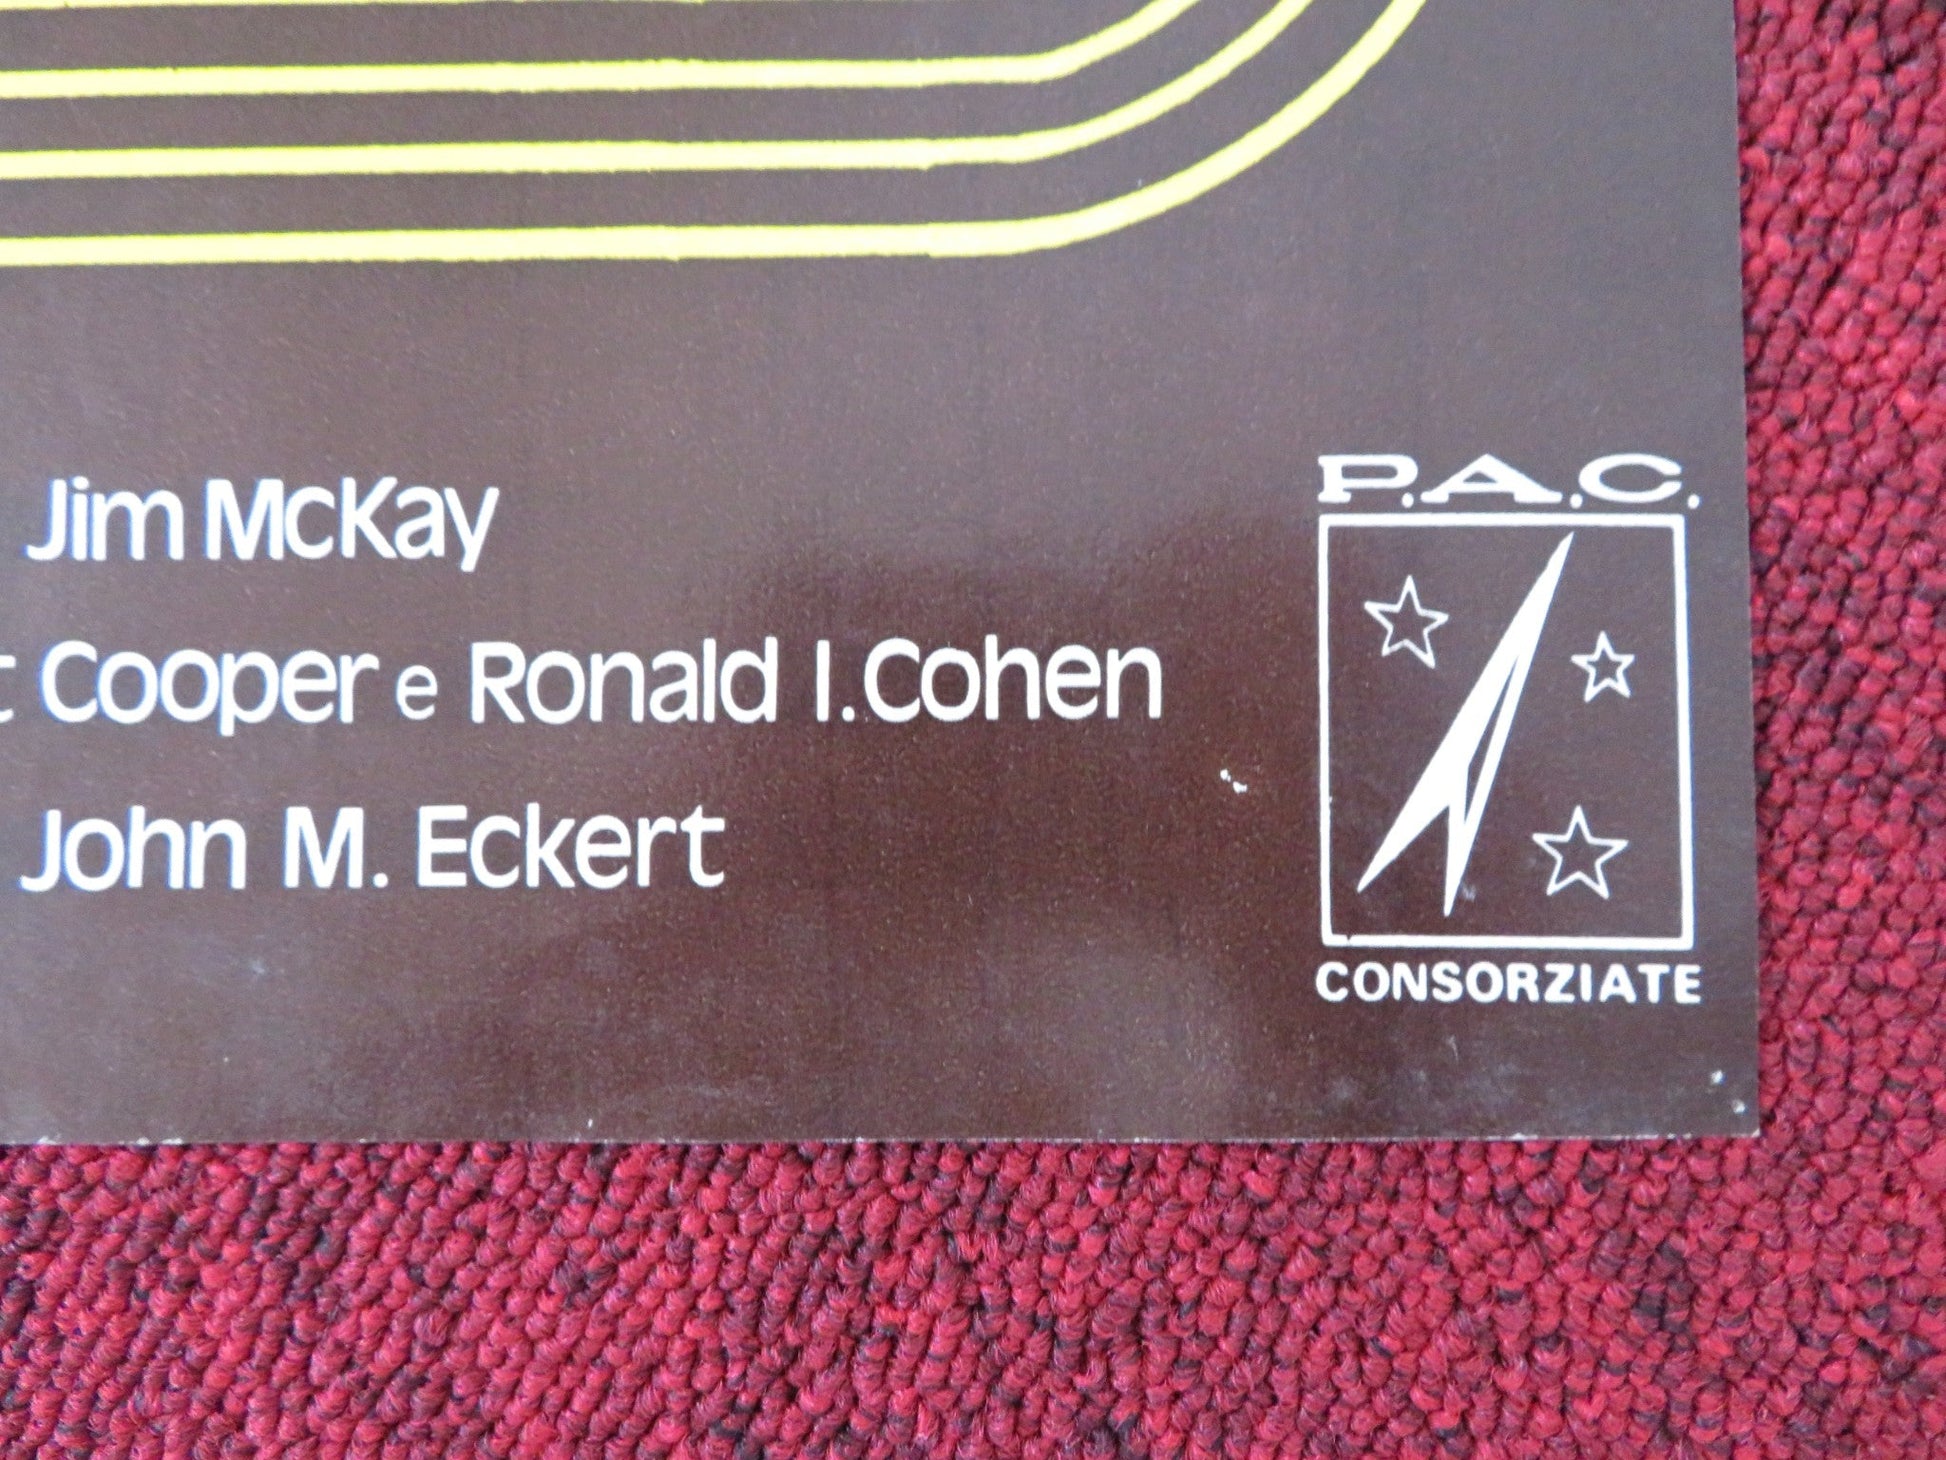 Jim McKay
Cooper e Ronald I. Cohen
John M. Eckert
P.A.C.
CONSORZIATE